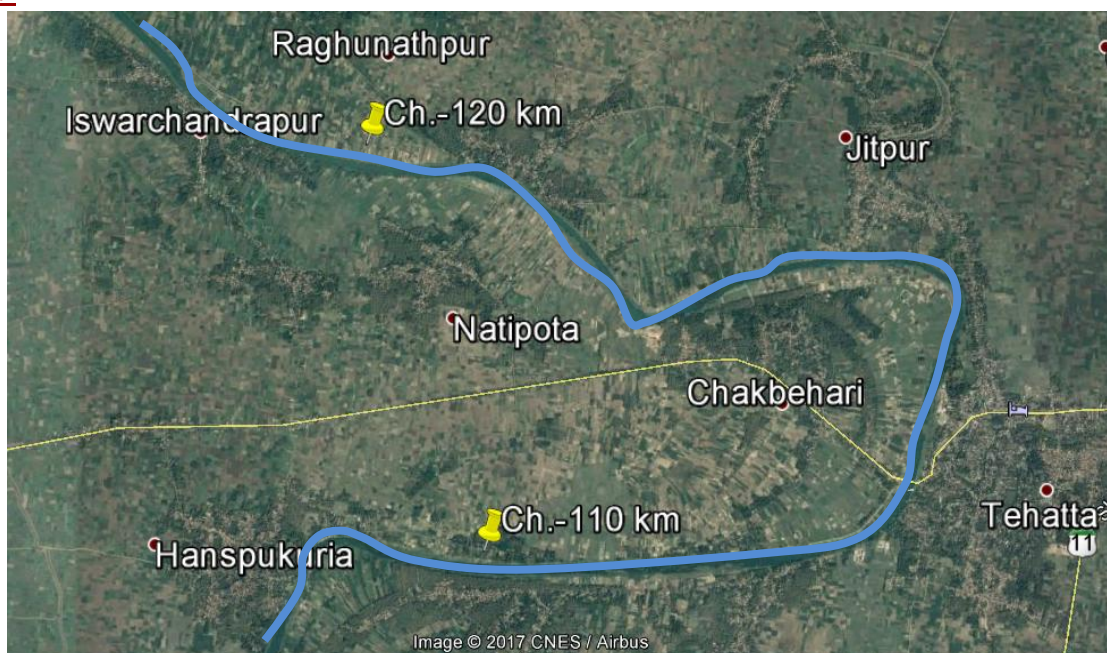 Raghunathpur
Ch.-120 km
Iswarchandrapur
Jitpur
Natipota
Chakbehari
Ch.-110 km
Tehatta
11
Hanspukuria
Image © 2017 CNES / Airbus